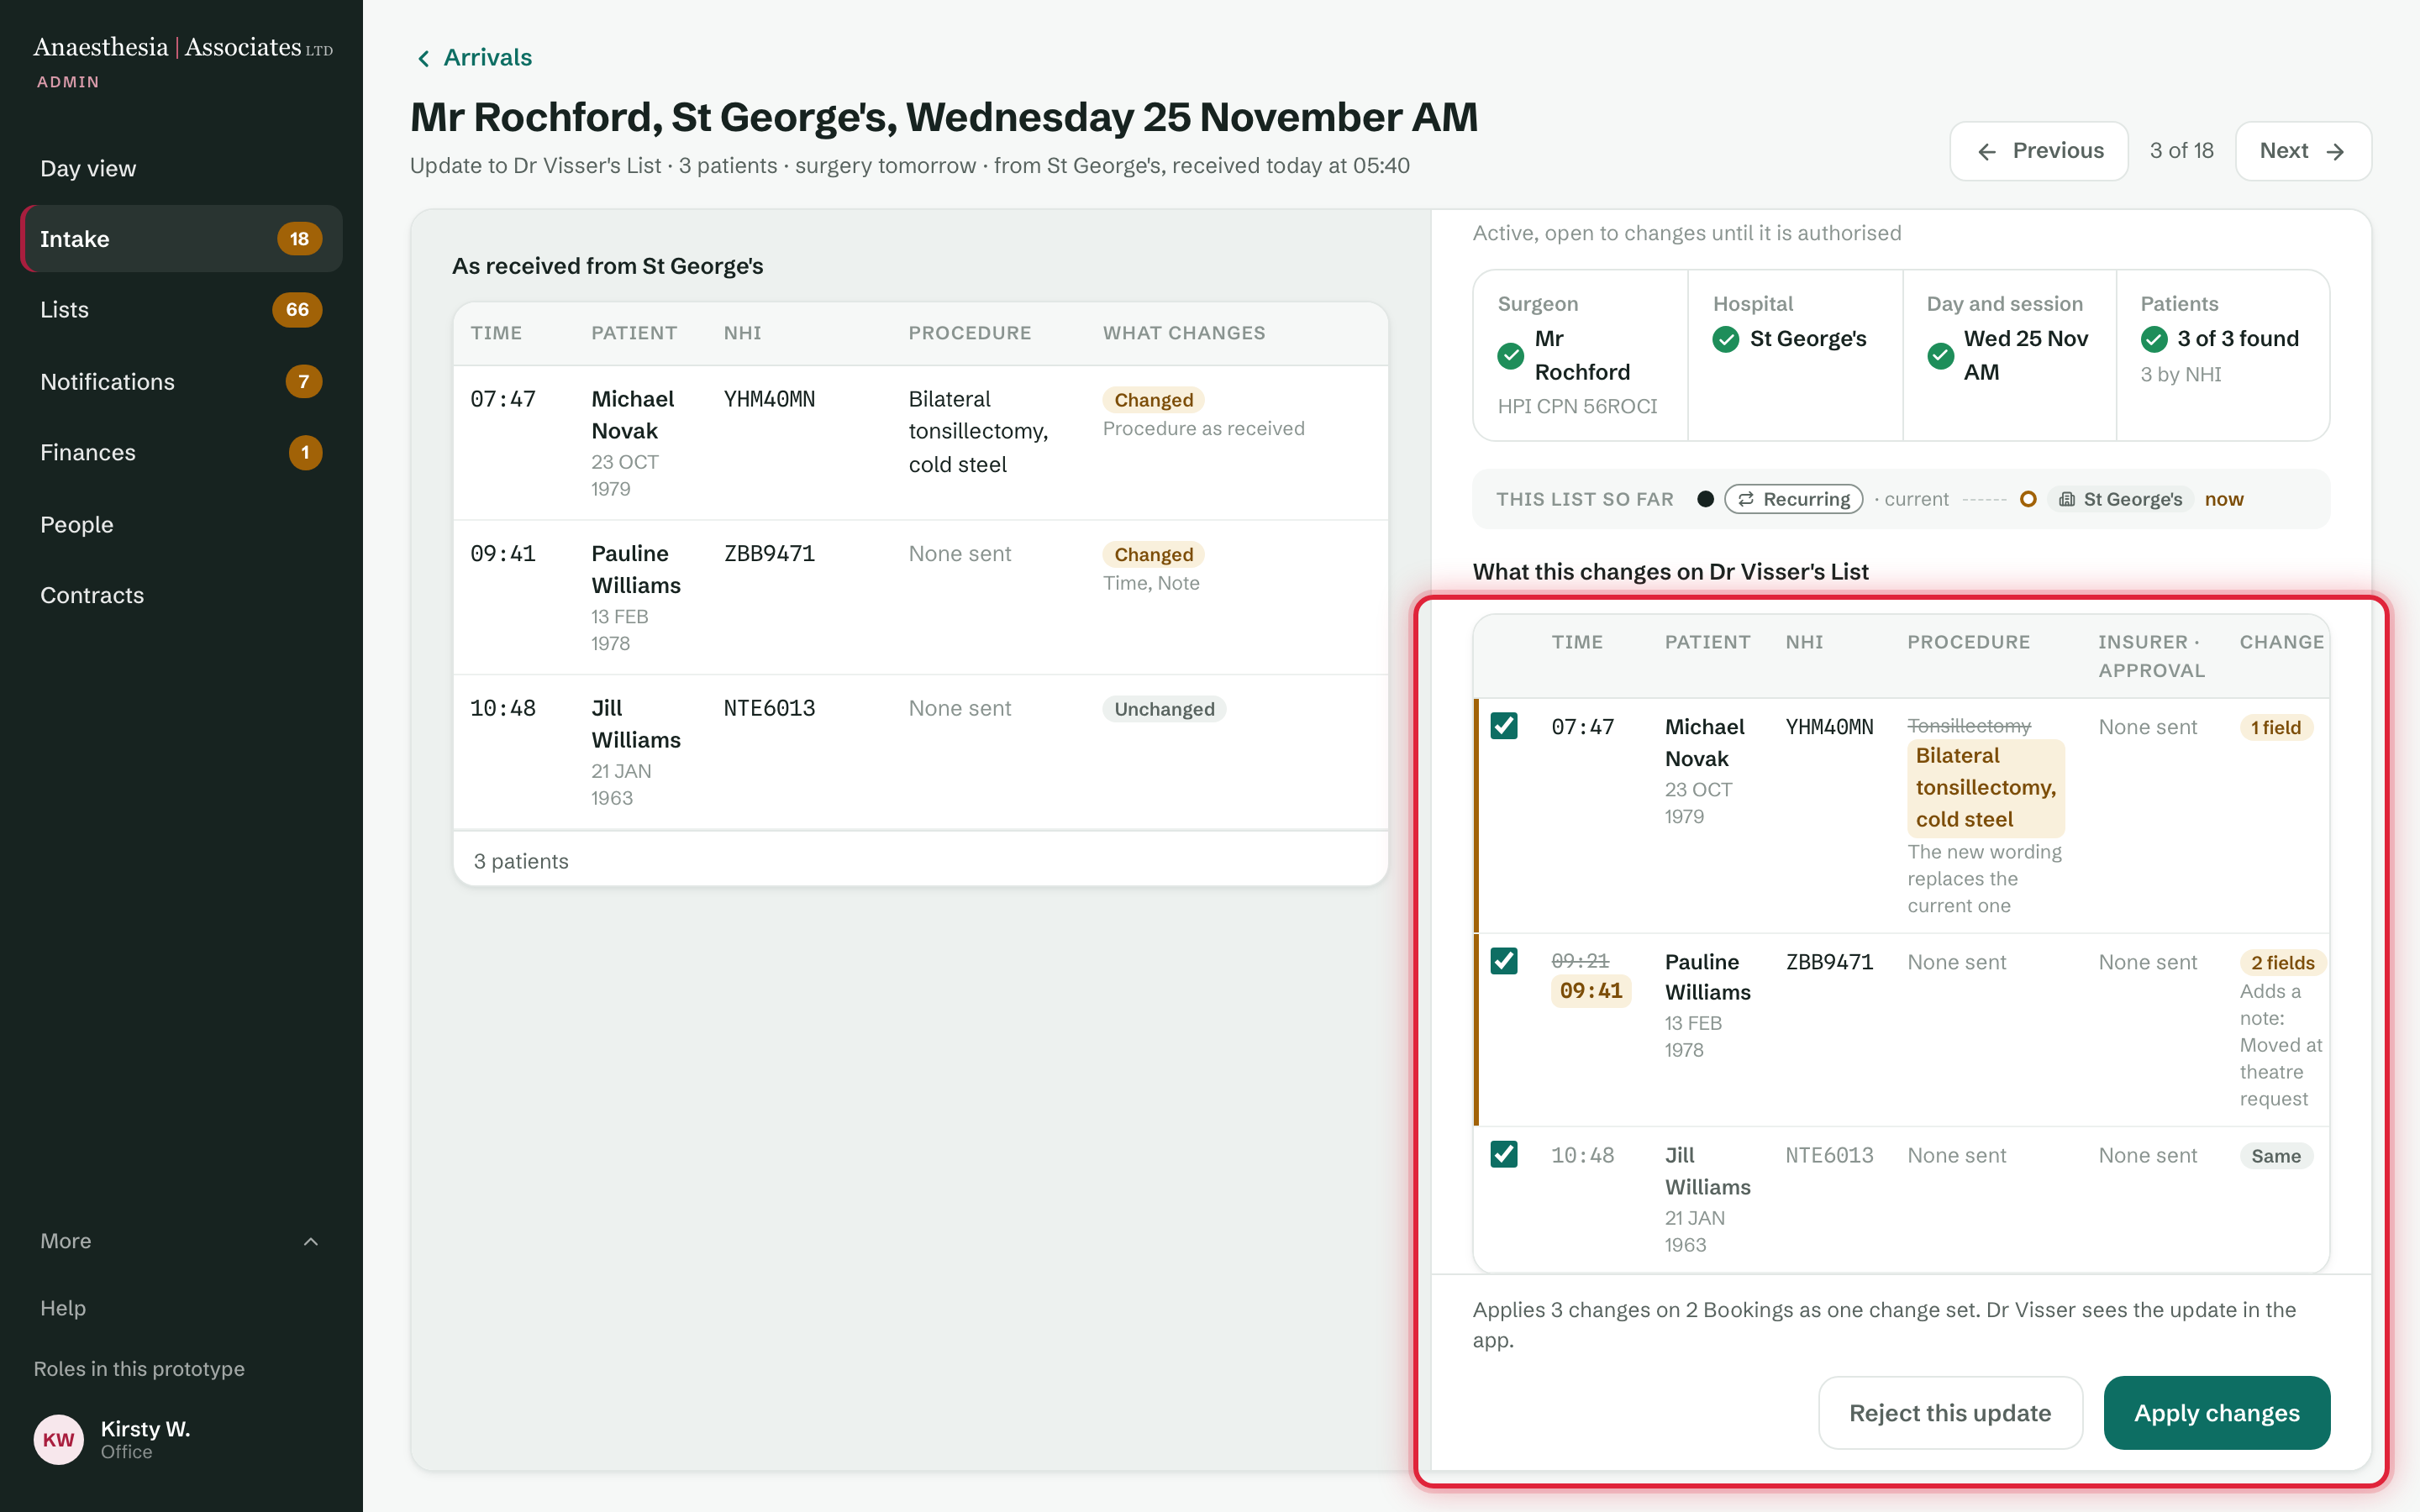 Anaesthesia | Associates LTD
ADMIN
Day view
Intake 18
Lists 66
Notifications 7
Finances 1
People
Contracts
More
Help
Roles in this prototype
KW
Kirsty W.
Office
Arrivals
Mr Rochford, St George's, Wednesday 25 November AM
Update to Dr Visser's List · 3 patients · surgery tomorrow · from St George's, received today at 05:40
Previous 3 of 18 Next
As received from St George's
TIME PATIENT NHI PROCEDURE WHAT CHANGES
07:47 Michael YHM40MN Bilateral Changed
Novak tonsillectomy, Procedure as received
23 OCT cold steel
1979
09:41 Pauline ZBB9471 None sent Changed
Williams Time, Note
13 FEB
1978
10:48 Jill NTE6013 None sent Unchanged
Williams
21 JAN
1963
3 patients
Active, open to changes until it is authorised
Surgeon Hospital Day and session Patients
Mr St George's Wed 25 Nov 3 of 3 found
Rochford AM 3 by NHI
HPI CPN 56ROCI
THIS LIST SO FAR Recurring · current St George's now
What this changes on Dr Visser's List
TIME PATIENT NHI PROCEDURE INSURER · CHANGE
APPROVAL
07:47 Michael YHM40MN Tonsillectomy None sent 1 field
Novak Bilateral
23 OCT tonsillectomy,
1979 cold steel
The new wording
replaces the
current one
09:21 Pauline ZBB9471 None sent None sent 2 fields
09:41 Williams Adds a
13 FEB note:
1978 Moved at
theatre
request
10:48 Jill NTE6013 None sent None sent Same
Williams
21 JAN
1963
Applies 3 changes on 2 Bookings as one change set. Dr Visser sees the update in the
app.
Reject this update Apply changes